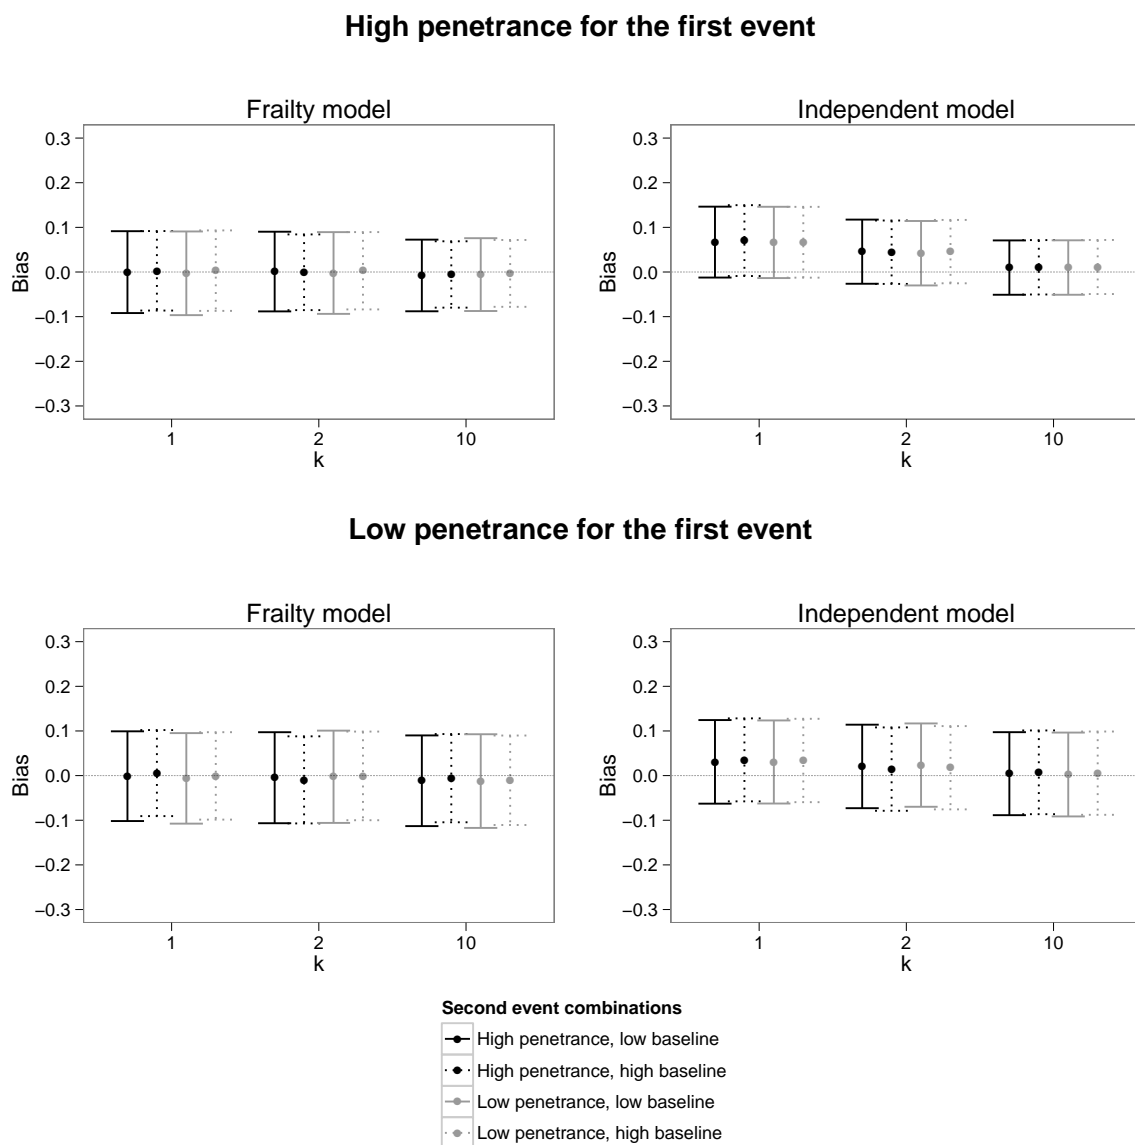 High penetrance for the first event
Frailty model
Independent model
0.3
0.2
0.1
0.0
−0.1
−0.2
−0.3
Bias
1
2
10
k
0.3
0.2
0.1
0.0
−0.1
−0.2
−0.3
Bias
1
2
10
k
Low penetrance for the first event
Frailty model
Independent model
0.3
0.2
0.1
0.0
−0.1
−0.2
−0.3
Bias
1
2
10
k
0.3
0.2
0.1
0.0
−0.1
−0.2
−0.3
Bias
1
2
10
k
Second event combinations
High penetrance, low baseline
High penetrance, high baseline
Low penetrance, low baseline
Low penetrance, high baseline